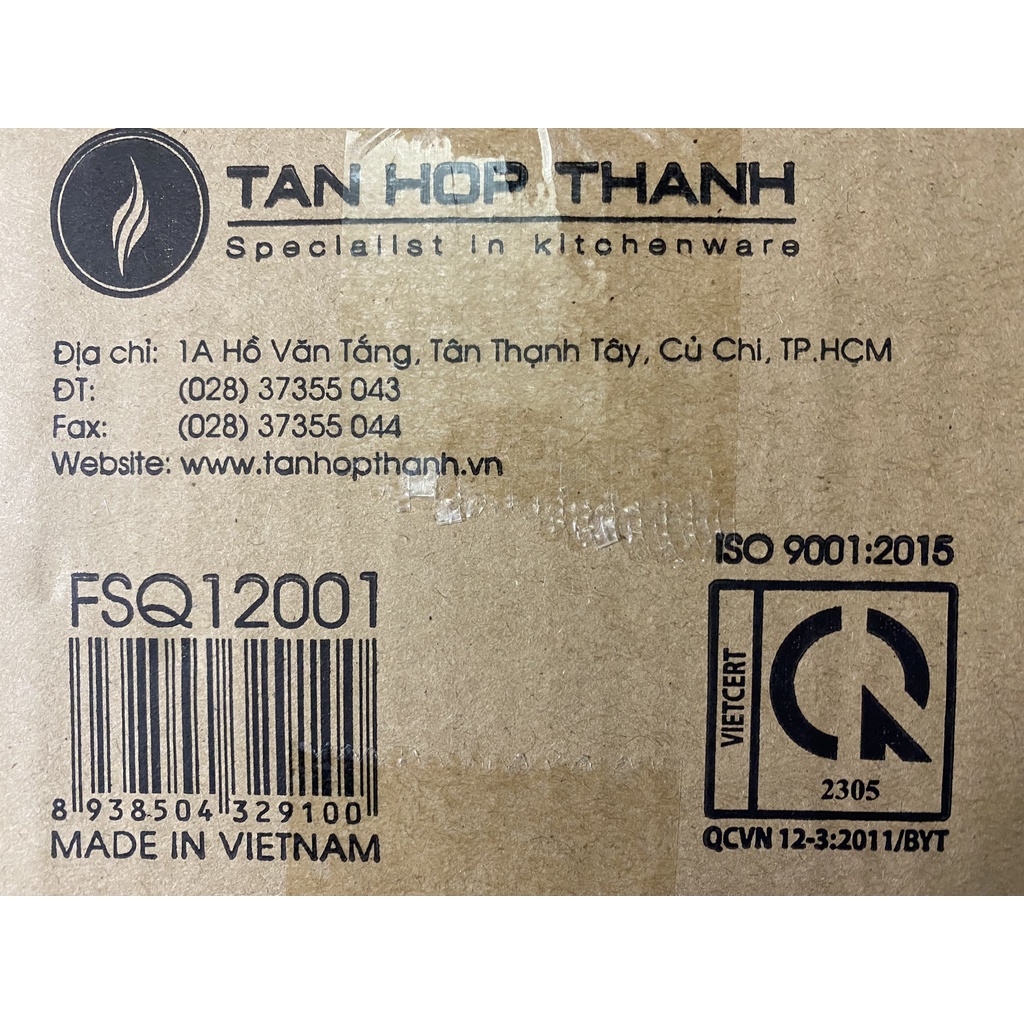 TAN HOP THANH
Specialist in kitchenware
Địa chỉ: 1A Hồ Văn Tắng, Tân Thạnh Tây, Củ Chi, TP.HCM
ĐT: (028) 37355 043
Fax: (028) 37355 044
Website: www.tanhopthanh.vn
ISO 9001:2015
FSQ12001
VIETCERT
2305
8 938504 329100
MADE IN VIETNAM
QCVN 12-3:2011/BYT